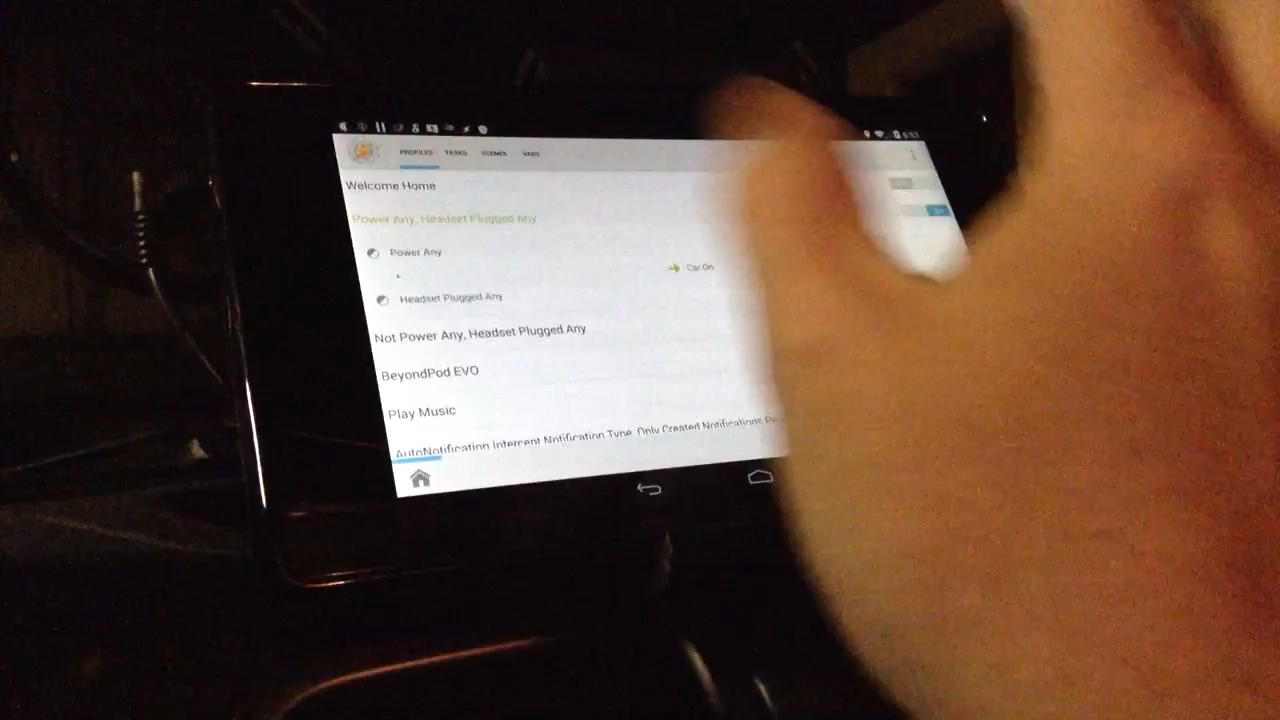 PROFILES TASKS SCENES VARS
Welcome Home
Power Any, Headset Plugged Any
Power Any
Car On
Headset Plugged Any
Not Power Any, Headset Plugged Any
BeyondPod EVO
Play Music
AutoNotification Intercept Notification Type Only Created Notifications